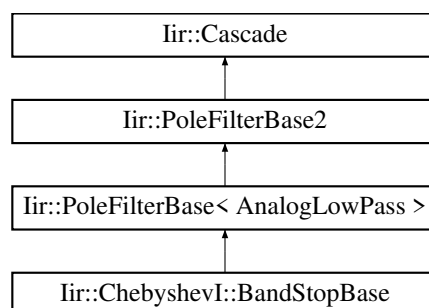 Iir::Cascade
Iir::PoleFilterBase2
Iir::PoleFilterBase< AnalogLowPass >
Iir::ChebyshevI::BandStopBase